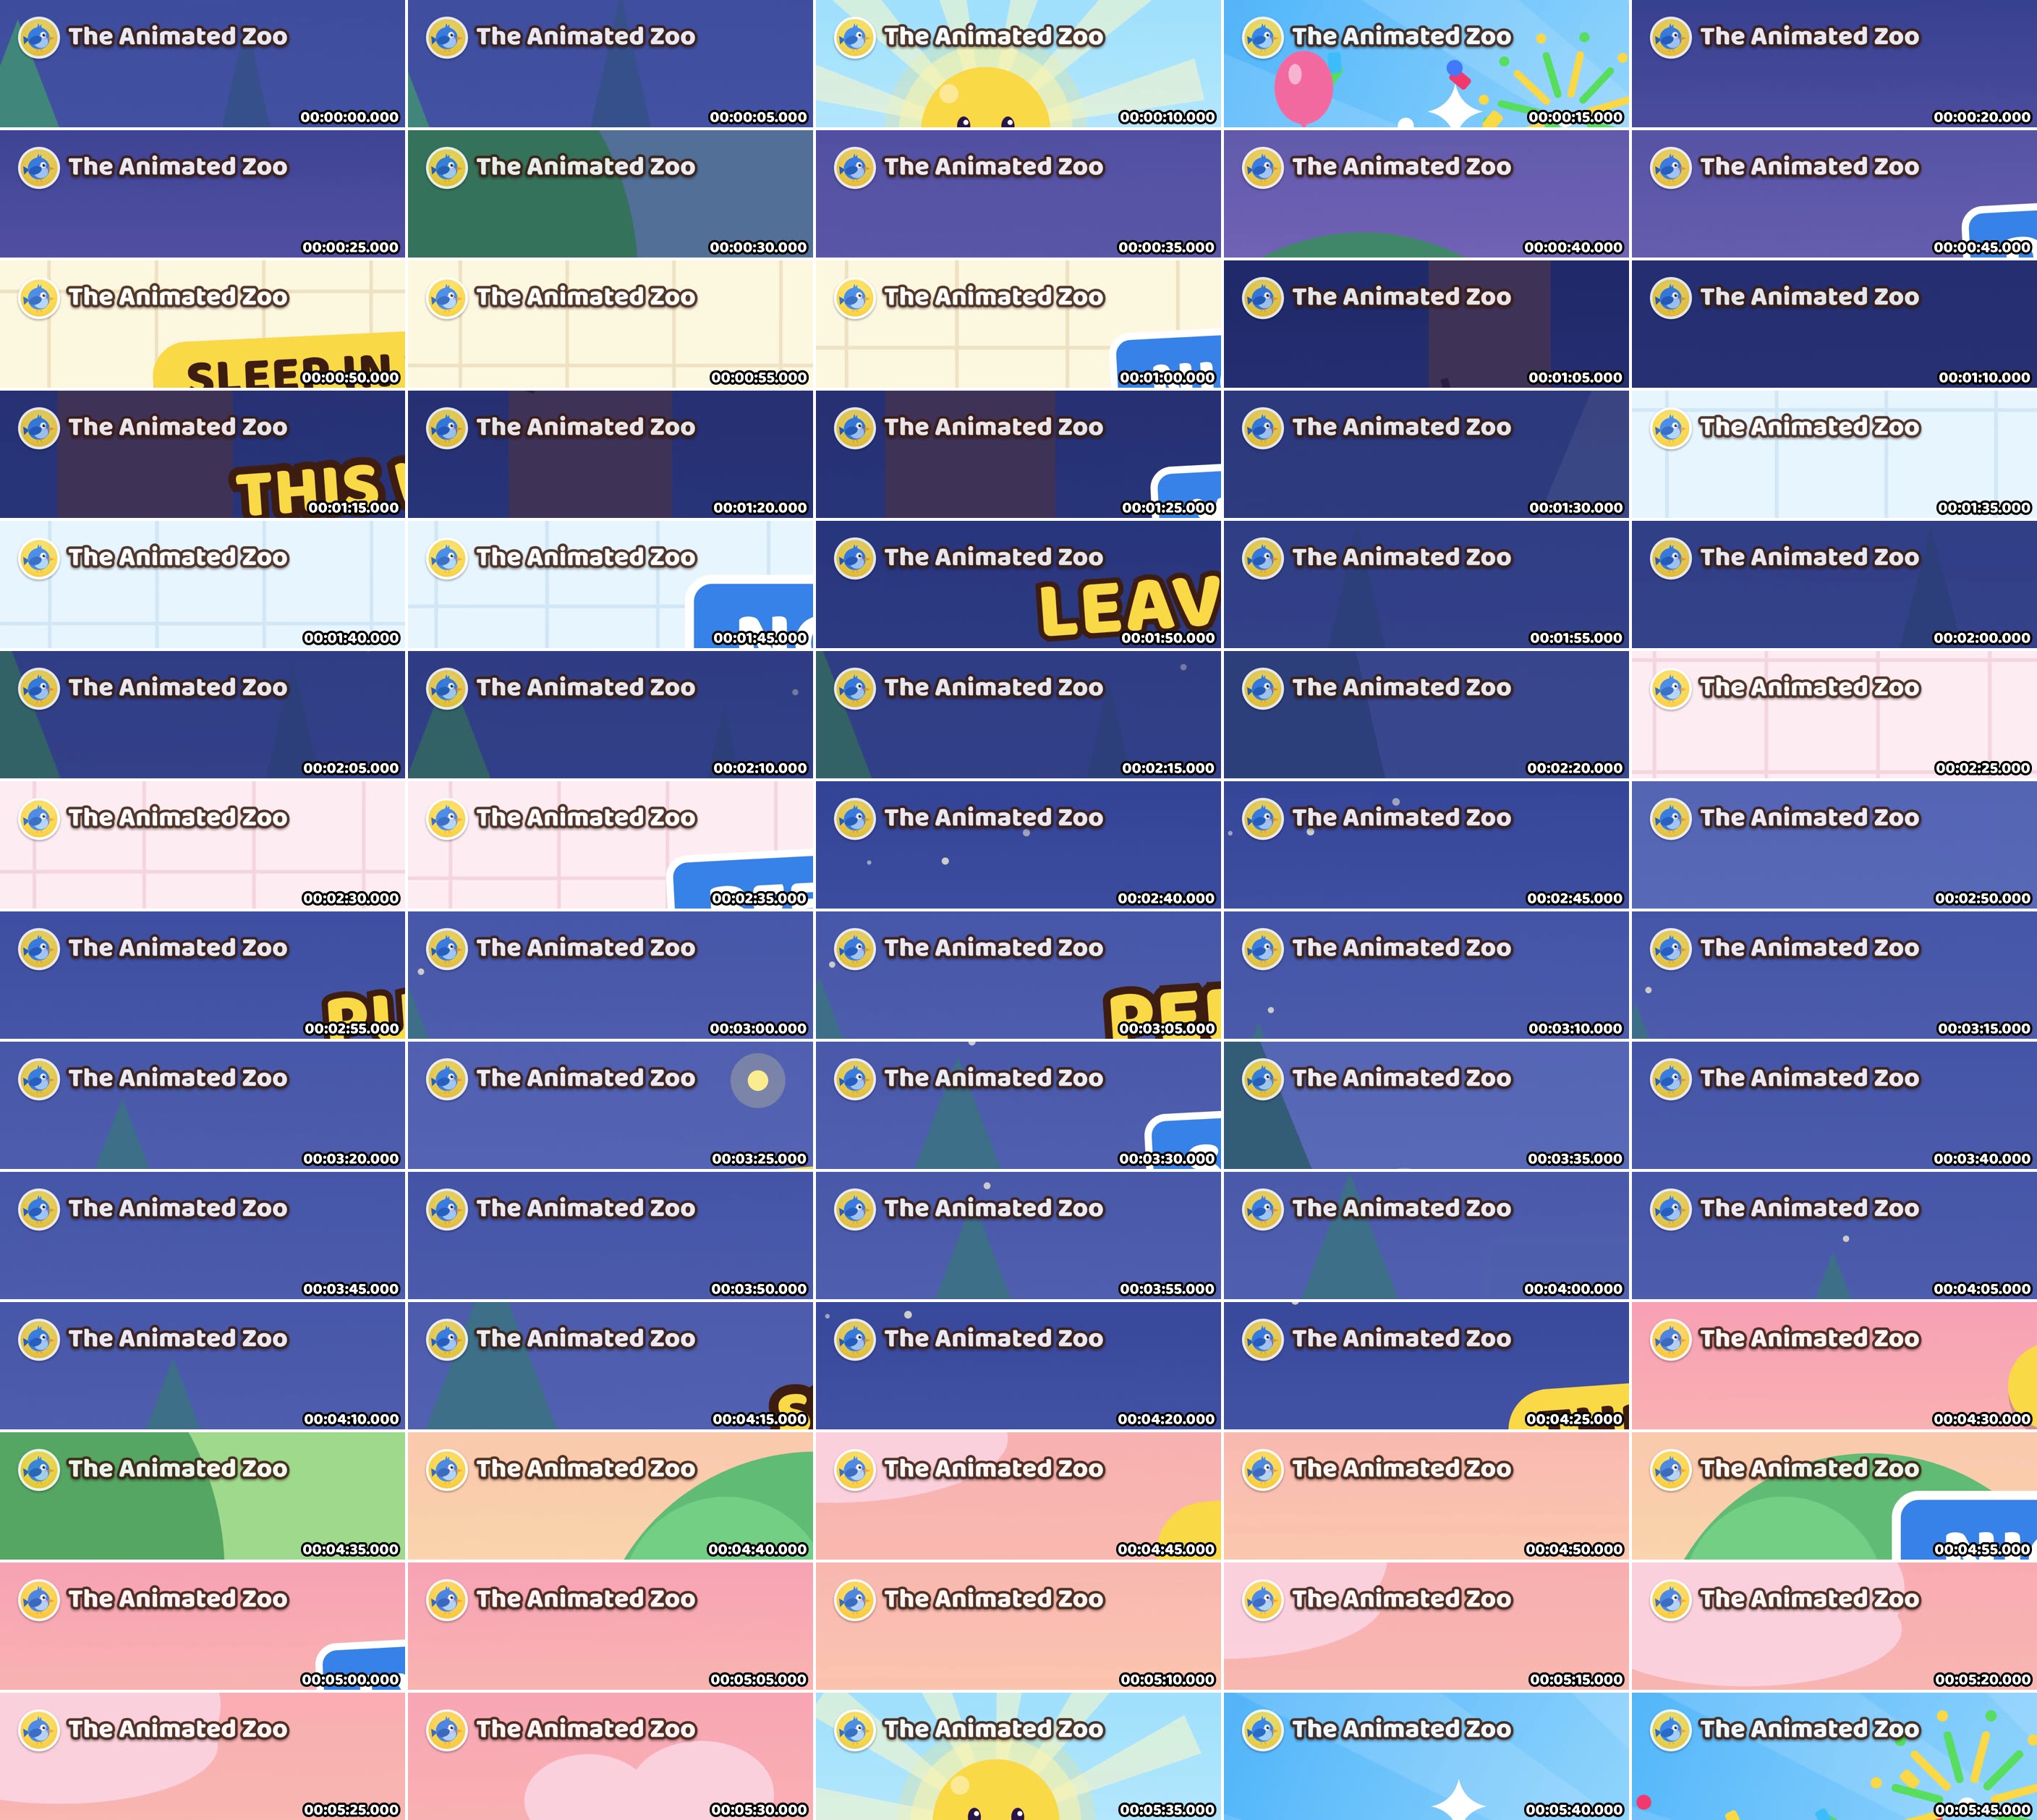 The Animated Zoo
00:00:00.000
The Animated Zoo
00:00:05.000
The Animated Zoo
00:00:10.000
The Animated Zoo
00:00:15.000
The Animated Zoo
00:00:20.000
The Animated Zoo
00:00:25.000
The Animated Zoo
00:00:30.000
The Animated Zoo
00:00:35.000
The Animated Zoo
00:00:40.000
The Animated Zoo
00:00:45.000
The Animated Zoo
SLEEP IN
00:00:50.000
The Animated Zoo
00:00:55.000
The Animated Zoo
00:01:00.000
The Animated Zoo
00:01:05.000
The Animated Zoo
00:01:10.000
The Animated Zoo
THIS
00:01:15.000
The Animated Zoo
00:01:20.000
The Animated Zoo
00:01:25.000
The Animated Zoo
00:01:30.000
The Animated Zoo
00:01:35.000
The Animated Zoo
00:01:40.000
The Animated Zoo
00:01:45.000
The Animated Zoo
LEAV
00:01:50.000
The Animated Zoo
00:01:55.000
The Animated Zoo
00:02:00.000
The Animated Zoo
00:02:05.000
The Animated Zoo
00:02:10.000
The Animated Zoo
00:02:15.000
The Animated Zoo
00:02:20.000
The Animated Zoo
00:02:25.000
The Animated Zoo
00:02:30.000
The Animated Zoo
00:02:35.000
The Animated Zoo
00:02:40.000
The Animated Zoo
00:02:45.000
The Animated Zoo
00:02:50.000
The Animated Zoo
00:02:55.000
The Animated Zoo
00:03:00.000
The Animated Zoo
00:03:05.000
The Animated Zoo
00:03:10.000
The Animated Zoo
00:03:15.000
The Animated Zoo
00:03:20.000
The Animated Zoo
00:03:25.000
The Animated Zoo
00:03:30.000
The Animated Zoo
00:03:35.000
The Animated Zoo
00:03:40.000
The Animated Zoo
00:03:45.000
The Animated Zoo
00:03:50.000
The Animated Zoo
00:03:55.000
The Animated Zoo
00:04:00.000
The Animated Zoo
00:04:05.000
The Animated Zoo
00:04:10.000
The Animated Zoo
00:04:15.000
The Animated Zoo
00:04:20.000
The Animated Zoo
00:04:25.000
The Animated Zoo
00:04:30.000
The Animated Zoo
00:04:35.000
The Animated Zoo
00:04:40.000
The Animated Zoo
00:04:45.000
The Animated Zoo
00:04:50.000
The Animated Zoo
00:04:55.000
The Animated Zoo
00:05:00.000
The Animated Zoo
00:05:05.000
The Animated Zoo
00:05:10.000
The Animated Zoo
00:05:15.000
The Animated Zoo
00:05:20.000
The Animated Zoo
00:05:25.000
The Animated Zoo
00:05:30.000
The Animated Zoo
00:05:35.000
The Animated Zoo
00:05:40.000
The Animated Zoo
00:05:45.000